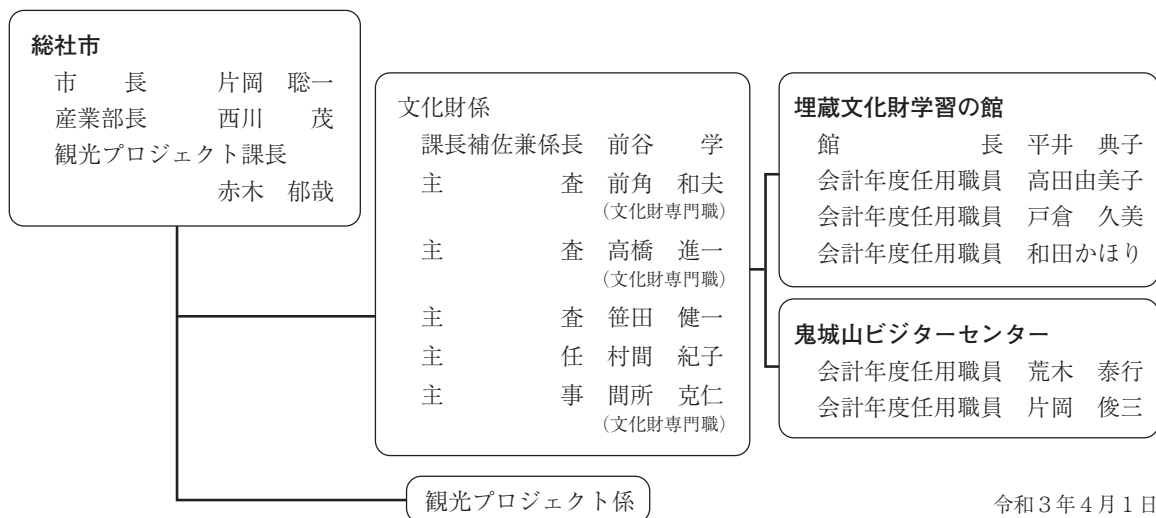 総社市
市　　長　　片岡　聡一
産業部長　　西川　　茂
観光プロジェクト課長
赤木　郁哉
文化財係
課長補佐兼係長　前谷　　学
主　　　　査　前角　和夫
（文化財専門職）
主　　　　査　高橋　進一
（文化財専門職）
主　　　　査　笹田　健一
主　　　　任　村間　紀子
主　　　　事　間所　克仁
（文化財専門職）
観光プロジェクト係
埋蔵文化財学習の館
館　　　　長　平井　典子
会計年度任用職員　高田由美子
会計年度任用職員　戸倉　久美
会計年度任用職員　和田かほり
鬼城山ビジターセンター
会計年度任用職員　荒木　泰行
会計年度任用職員　片岡　俊三
令和３年４月１日